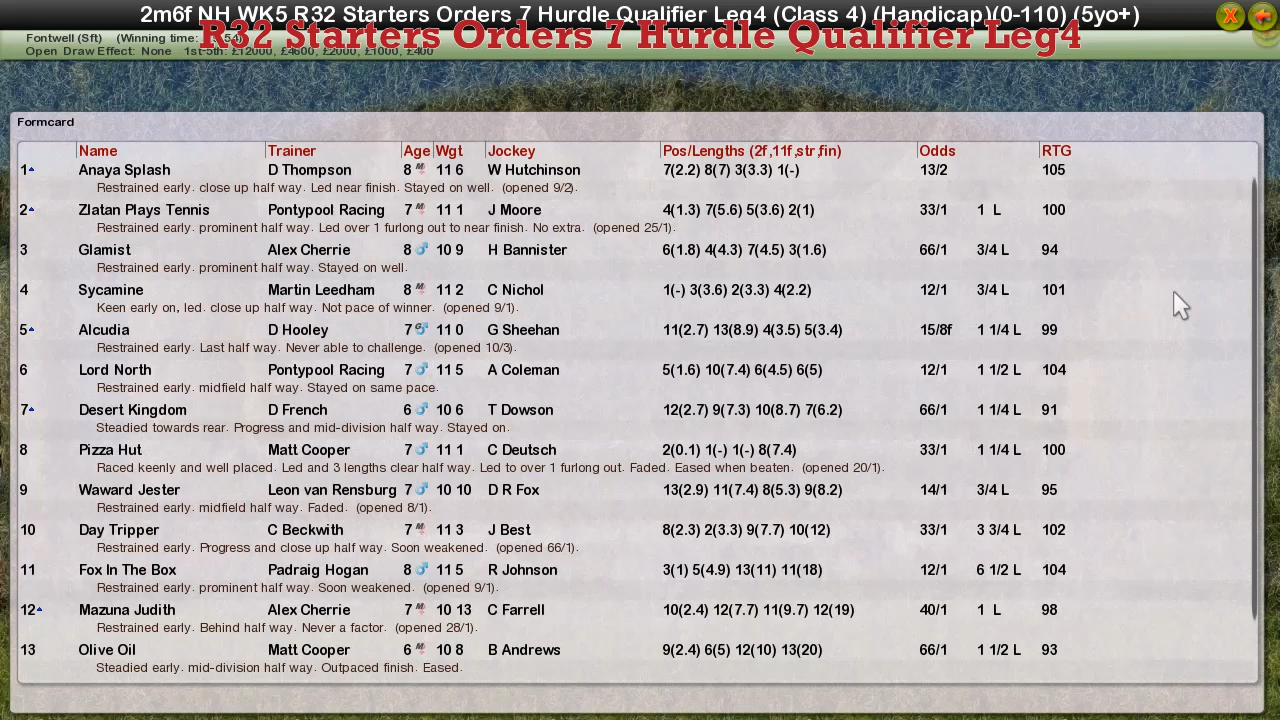 2m6f NH WK5 R32 Starters Orders 7 Hurdle Qualifier Leg4 (Class 4) (Handicap)(0-110) (5yo+)
R32 Starters Orders 7 Hurdle Qualifier Leg4
Fontwell (Sft) (Winning time:
Open Draw Effect: None 1st-5th: £12000, £4600, £2000, £1000, £400
Formcard
Name Trainer Age Wgt Jockey Pos/Lengths (2f,11f,str,fin) Odds RTG
1 Anaya Splash D Thompson 8 M 11 6 W Hutchinson 7(2.2) 8(7) 3(3.3) 1(-) 13/2 105
Restrained early. close up half way. Led near finish. Stayed on well. (opened 9/2).
2 Zlatan Plays Tennis Pontypool Racing 7 M 11 1 J Moore 4(1.3) 7(5.6) 5(3.6) 2(1) 33/1 1 L 100
Restrained early. prominent half way. Led over 1 furlong out to near finish. No extra. (opened 25/1).
3 Glamist Alex Cherrie 8 10 9 H Bannister 6(1.8) 4(4.3) 7(4.5) 3(1.6) 66/1 3/4 L 94
Restrained early. prominent half way. Stayed on well.
4 Sycamine Martin Leedham 8 M 11 2 C Nichol 1(-) 3(3.6) 2(3.3) 4(2.2) 12/1 3/4 L 101
Keen early on, led. close up half way. Not pace of winner. (opened 9/1).
5 Alcudia D Hooley 7 G 11 0 G Sheehan 11(2.7) 13(8.9) 4(3.5) 5(3.4) 15/8f 1 1/4 L 99
Restrained early. Last half way. Never able to challenge. (opened 10/3).
6 Lord North Pontypool Racing 7 11 5 A Coleman 5(1.6) 10(7.4) 6(4.5) 6(5) 12/1 1 1/2 L 104
Restrained early. midfield half way. Stayed on same pace.
7 Desert Kingdom D French 6 10 6 T Dowson 12(2.7) 9(7.3) 10(8.7) 7(6.2) 66/1 1 1/4 L 91
Steadied towards rear. Progress and mid-division half way. Stayed on.
8 Pizza Hut Matt Cooper 7 11 1 C Deutsch 2(0.1) 1(-) 1(-) 8(7.4) 33/1 1 1/4 L 100
Raced keenly and well placed. Led and 3 lengths clear half way. Led to over 1 furlong out. Faded. Eased when beaten. (opened 20/1).
9 Waward Jester Leon van Rensburg 7 10 10 D R Fox 13(2.9) 11(7.4) 8(5.3) 9(8.2) 14/1 3/4 L 95
Restrained early. midfield half way. Faded. (opened 8/1).
10 Day Tripper C Beckwith 7 M 11 3 J Best 8(2.3) 2(3.3) 9(7.7) 10(12) 33/1 3 3/4 L 102
Restrained early. Progress and close up half way. Soon weakened. (opened 66/1).
11 Fox In The Box Padraig Hogan 8 11 5 R Johnson 3(1) 5(4.9) 13(11) 11(18) 12/1 6 1/2 L 104
Restrained early. prominent half way. Soon weakened. (opened 9/1).
12 Mazuna Judith Alex Cherrie 7 M 10 13 C Farrell 10(2.4) 12(7.7) 11(9.7) 12(19) 40/1 1 L 98
Restrained early. Behind half way. Never a factor. (opened 28/1).
13 Olive Oil Matt Cooper 6 M 10 8 B Andrews 9(2.4) 6(5) 12(10) 13(20) 66/1 1 1/2 L 93
Steadied early. mid-division half way. Outpaced finish. Eased.